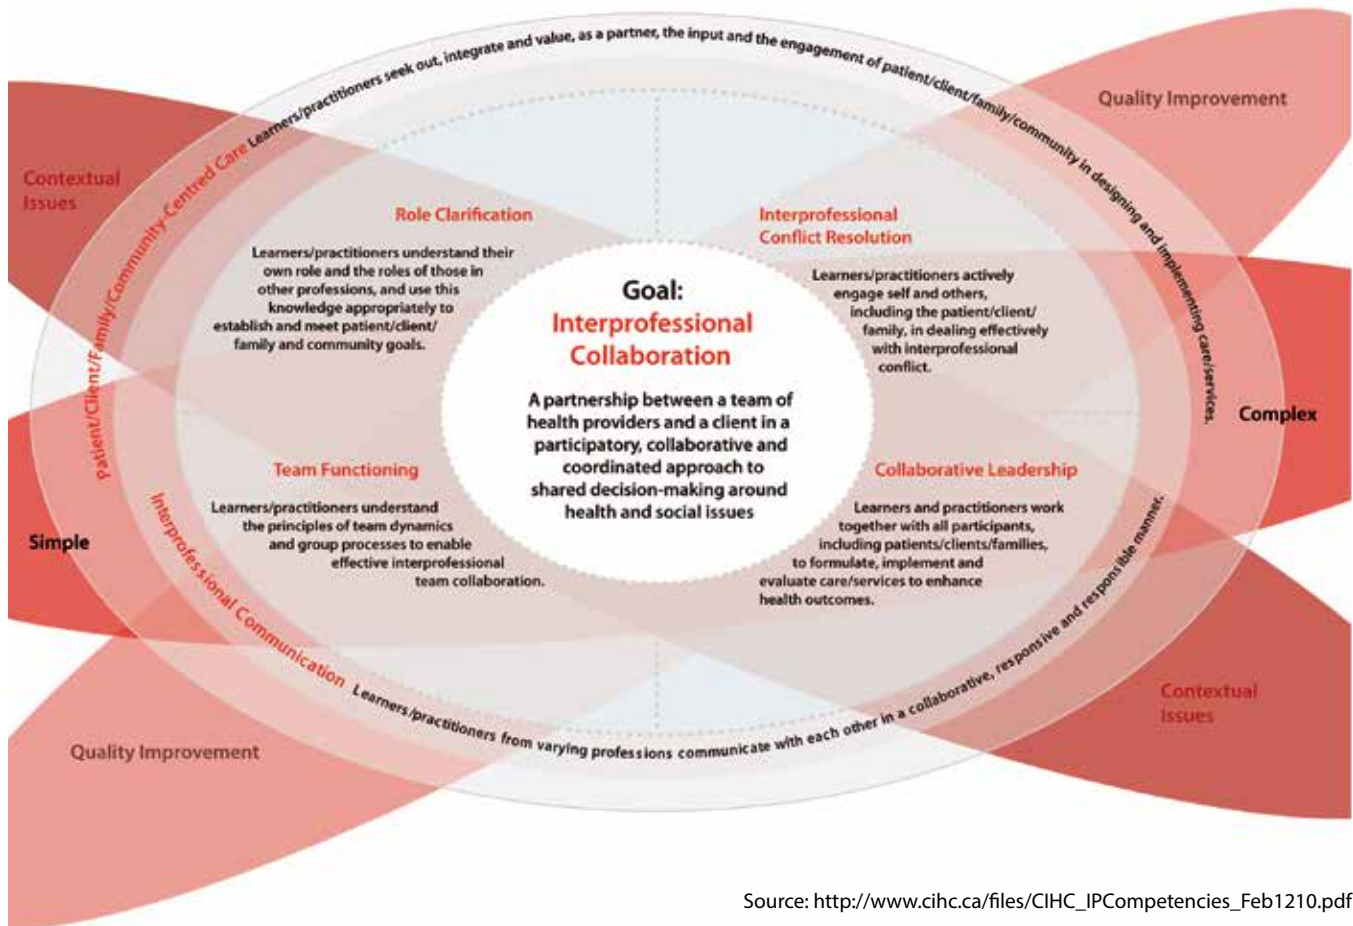 Patient/Client/Family/Community-Centred Care Learners/practitioners seek out, integrate and value, as a partner, the input and the engagement of patient/client/family/community in designing and implementing care/services.
Quality Improvement
Contextual
Issues
Role Clarification
Learners/practitioners understand their
own role and the roles of those in
other professions, and use this
knowledge appropriately to
establish and meet patient/client/
family and community goals.
Interprofessional
Conflict Resolution
Learners/practitioners actively
engage self and others,
including the patient/client/
family, in dealing effectively
with interprofessional
conflict.
Goal:
Interprofessional
Collaboration
A partnership between a team of
health providers and a client in a
participatory, collaborative and
coordinated approach to
shared decision-making around
health and social issues
Complex
Team Functioning
Learners/practitioners understand
the principles of team dynamics
and group processes to enable
effective interprofessional
team collaboration.
Collaborative Leadership
Learners and practitioners work
together with all participants,
including patients/clients/families,
to formulate, implement and
evaluate care/services to enhance
health outcomes.
Simple
Interprofessional Communication Learners/practitioners from varying professions communicate with each other in a collaborative, responsive and responsible manner.
Contextual
Issues
Quality Improvement
Source: http://www.cihc.ca/files/CIHC_IPCompetencies_Feb1210.pdf